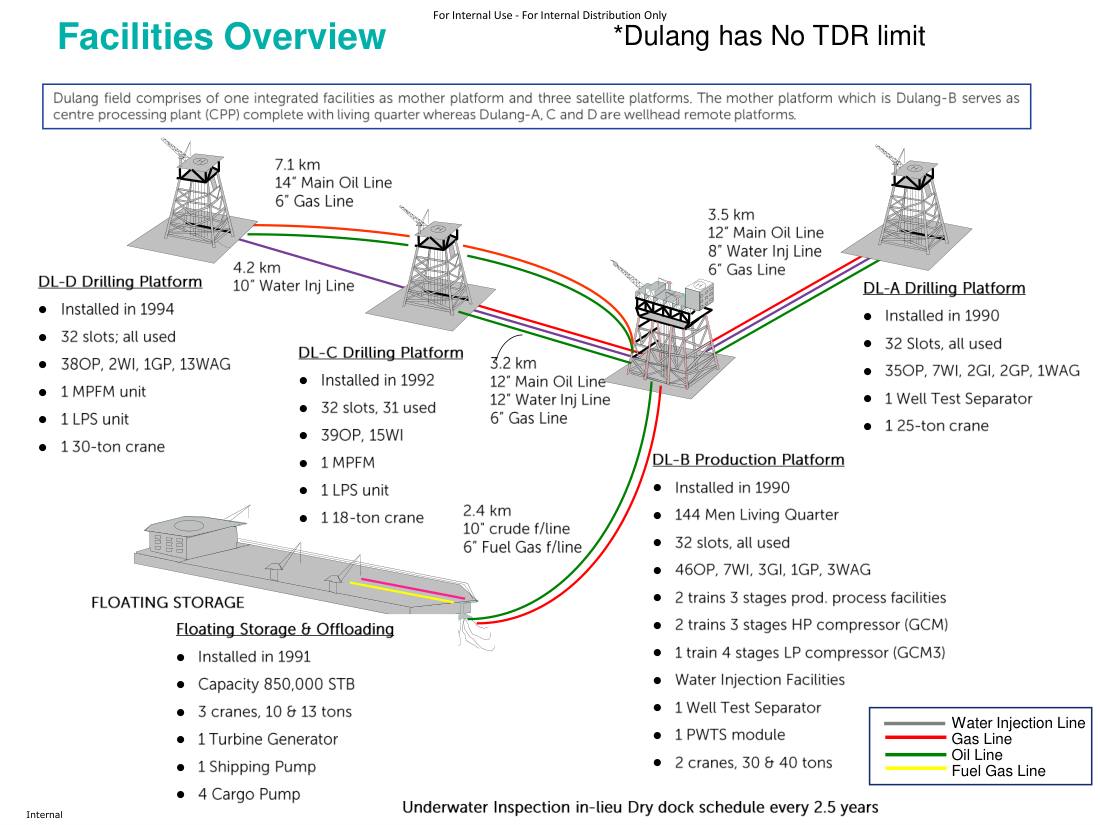 For Internal Use - For Internal Distribution Only
Facilities Overview
*Dulang has No TDR limit
Dulang field comprises of one integrated facilities as mother platform and three satellite platforms. The mother platform which is Dulang-B serves as
centre processing plant (CPP) complete with living quarter whereas Dulang-A, C and D are wellhead remote platforms.
7.1 km
14" Main Oil Line
6" Gas Line
3.5 km
12" Main Oil Line
8" Water Inj Line
6" Gas Line
4.2 km
10" Water Inj Line
DL-D Drilling Platform
● Installed in 1994
● 32 slots; all used
● 38OP, 2WI, 1GP, 13WAG
● 1 MPFM unit
● 1 LPS unit
● 1 30-ton crane
DL-A Drilling Platform
● Installed in 1990
● 32 Slots, all used
● 35OP, 7WI, 2GI, 2GP, 1WAG
● 1 Well Test Separator
● 1 25-ton crane
DL-C Drilling Platform
● Installed in 1992
● 32 slots, 31 used
● 39OP, 15WI
● 1 MPFM
● 1 LPS unit
● 1 18-ton crane
3.2 km
12" Main Oil Line
12" Water Inj Line
6" Gas Line
DL-B Production Platform
● Installed in 1990
● 144 Men Living Quarter
● 32 slots, all used
● 46OP, 7WI, 3GI, 1GP, 3WAG
● 2 trains 3 stages prod. process facilities
● 2 trains 3 stages HP compressor (GCM)
● 1 train 4 stages LP compressor (GCM3)
● Water Injection Facilities
● 1 Well Test Separator
● 1 PWTS module
● 2 cranes, 30 & 40 tons
2.4 km
10" crude f/line
6" Fuel Gas f/line
FLOATING STORAGE
Floating Storage & Offloading
● Installed in 1991
● Capacity 850,000 STB
● 3 cranes, 10 & 13 tons
● 1 Turbine Generator
● 1 Shipping Pump
● 4 Cargo Pump
Water Injection Line
Gas Line
Oil Line
Fuel Gas Line
Underwater Inspection in-lieu Dry dock schedule every 2.5 years
Internal